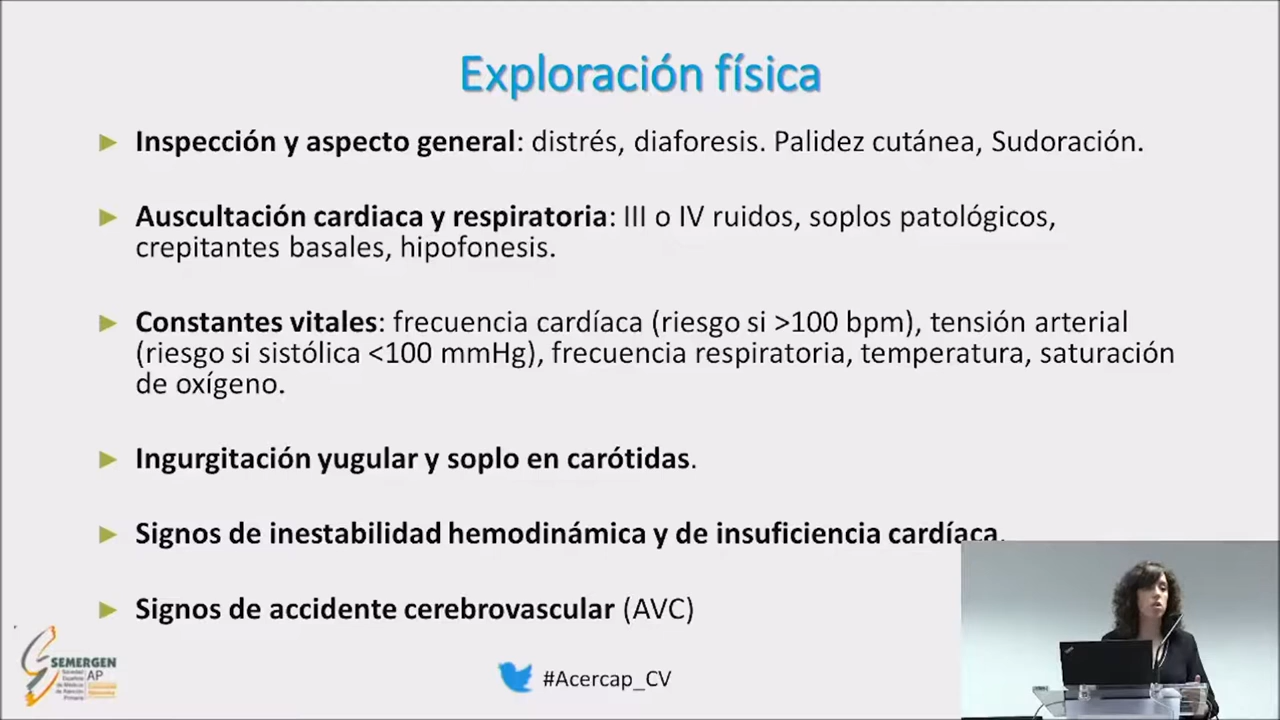 Exploración física
► Inspección y aspecto general: distrés, diaforesis. Palidez cutánea, Sudoración.
► Auscultación cardiaca y respiratoria: III o IV ruidos, soplos patológicos,
crepitantes basales, hipofonesis.
► Constantes vitales: frecuencia cardíaca (riesgo si >100 bpm), tensión arterial
(riesgo si sistólica <100 mmHg), frecuencia respiratoria, temperatura, saturación
de oxígeno.
► Ingurgitación yugular y soplo en carótidas.
► Signos de inestabilidad hemodinámica y de insuficiencia cardíaca.
► Signos de accidente cerebrovascular (AVC)
SEMERGEN
AP
Sociedad
Española
de Médicos
de Atención
Primaria
#Acercap_CV